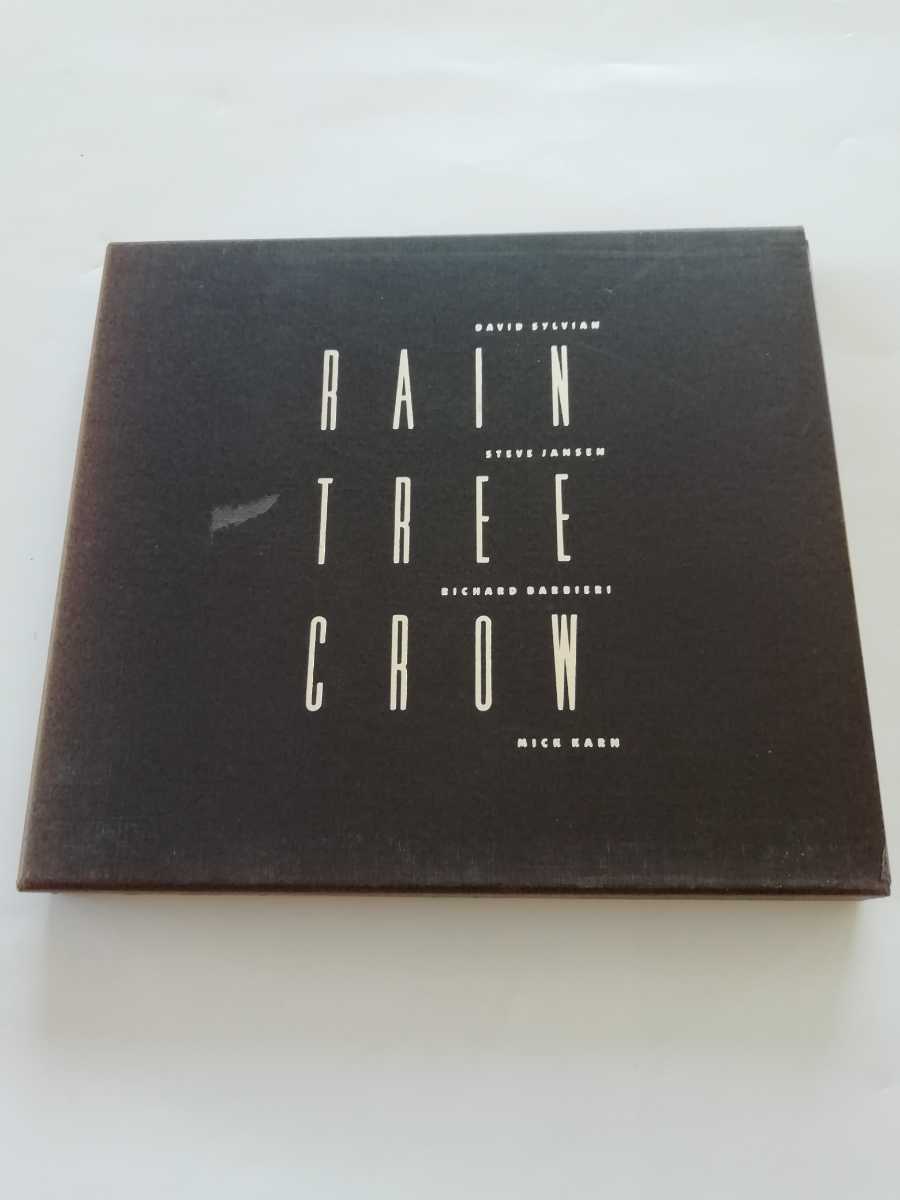 DAVID SYLVIAN
RAIN
STEVE JANSEN
TREE
RICHARD BARBIERI
CROW
MICK KARN